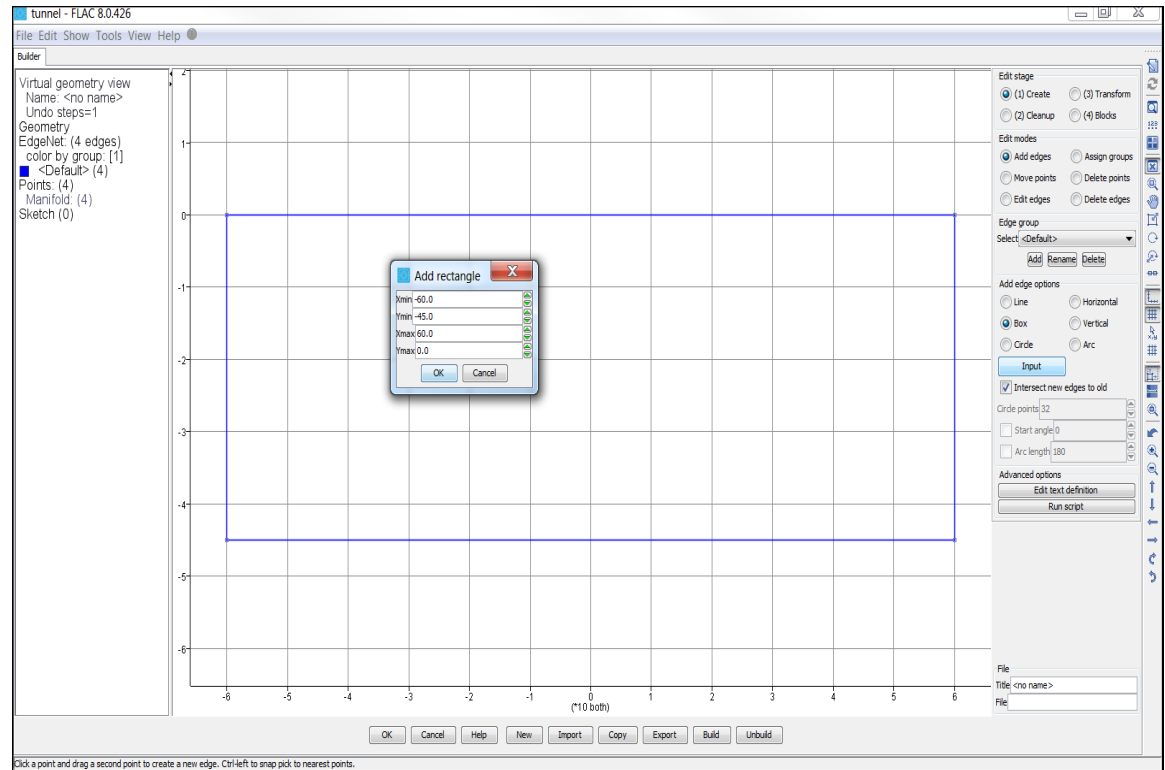 tunnel - FLAC 8.0.426
File Edit Show Tools View Help
Builder
Virtual geometry view
Name: <no name>
Undo steps=1
Geometry
EdgeNet: (4 edges)
color by group: [1]
<Default> (4)
Points: (4)
Manifold: (4)
Sketch (0)
2
1
0
-1
-2
-3
-4
-5
-6
-6 -5 -4 -3 -2 -1 0 1 2 3 4 5 6
(*10 both)
Add rectangle
Xmin -60.0
Ymin -45.0
Xmax 60.0
Ymax 0.0
OK Cancel
Edit stage
(1) Create (3) Transform
(2) Cleanup (4) Blocks
Edit modes
Add edges Assign groups
Move points Delete points
Edit edges Delete edges
Edge group
Select <Default>
Add Rename Delete
Add edge options
Line Horizontal
Box Vertical
Circle Arc
Input
Intersect new edges to old
Circle points 32
Start angle 0
Arc length 180
Advanced options
Edit text definition
Run script
File
Title <no name>
File
123
x,y
OK Cancel Help New Import Copy Export Build Unbuild
Click a point and drag a second point to create a new edge. Ctrl-left to snap pick to nearest points.